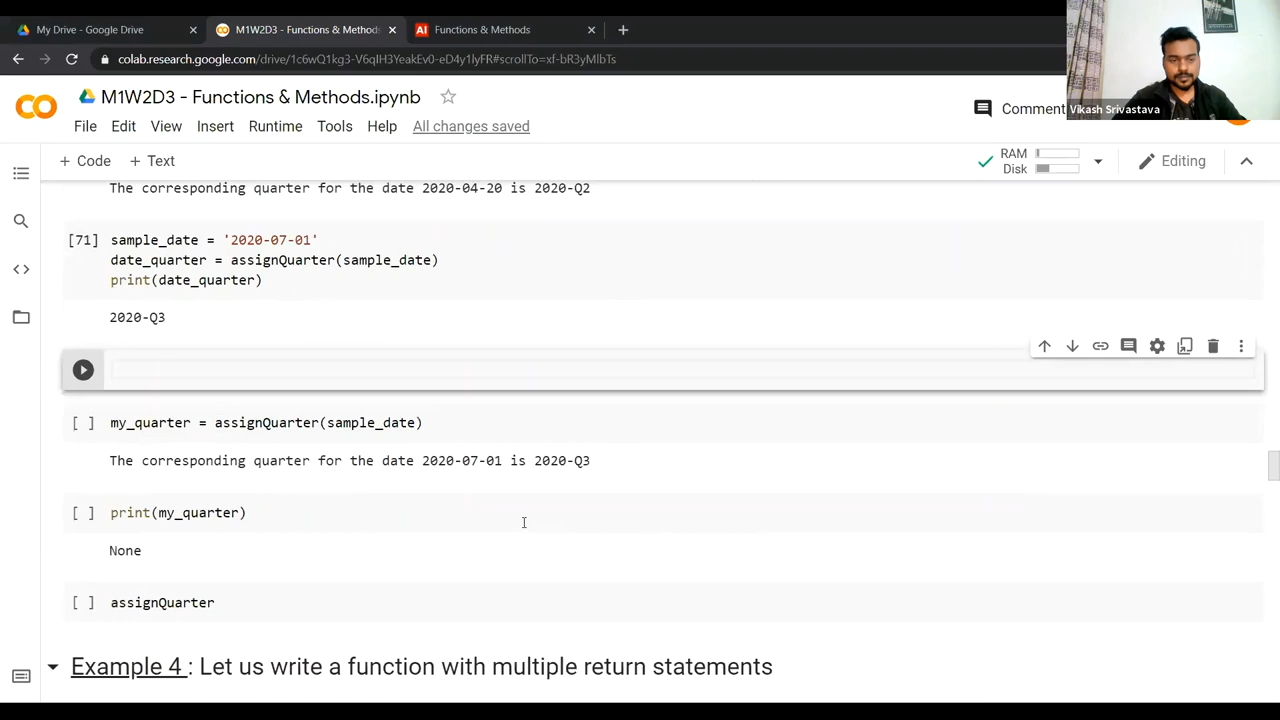 My Drive - Google Drive
M1W2D3 - Functions & Methods
Functions & Methods
colab.research.google.com/drive/1c6wQ1kg3-V6qIH3YeakEv0-eD4y1lyFR#scrollTo=xf-bR3yMlbTs
Vikash Srivastava
M1W2D3 - Functions & Methods.ipynb
Comment
File Edit View Insert Runtime Tools Help All changes saved
+ Code + Text
RAM
Disk
Editing
The corresponding quarter for the date 2020-04-20 is 2020-Q2
[71] sample_date = '2020-07-01'
date_quarter = assignQuarter(sample_date)
print(date_quarter)
2020-Q3
[ ] my_quarter = assignQuarter(sample_date)
The corresponding quarter for the date 2020-07-01 is 2020-Q3
[ ] print(my_quarter)
None
[ ] assignQuarter
Example 4 : Let us write a function with multiple return statements